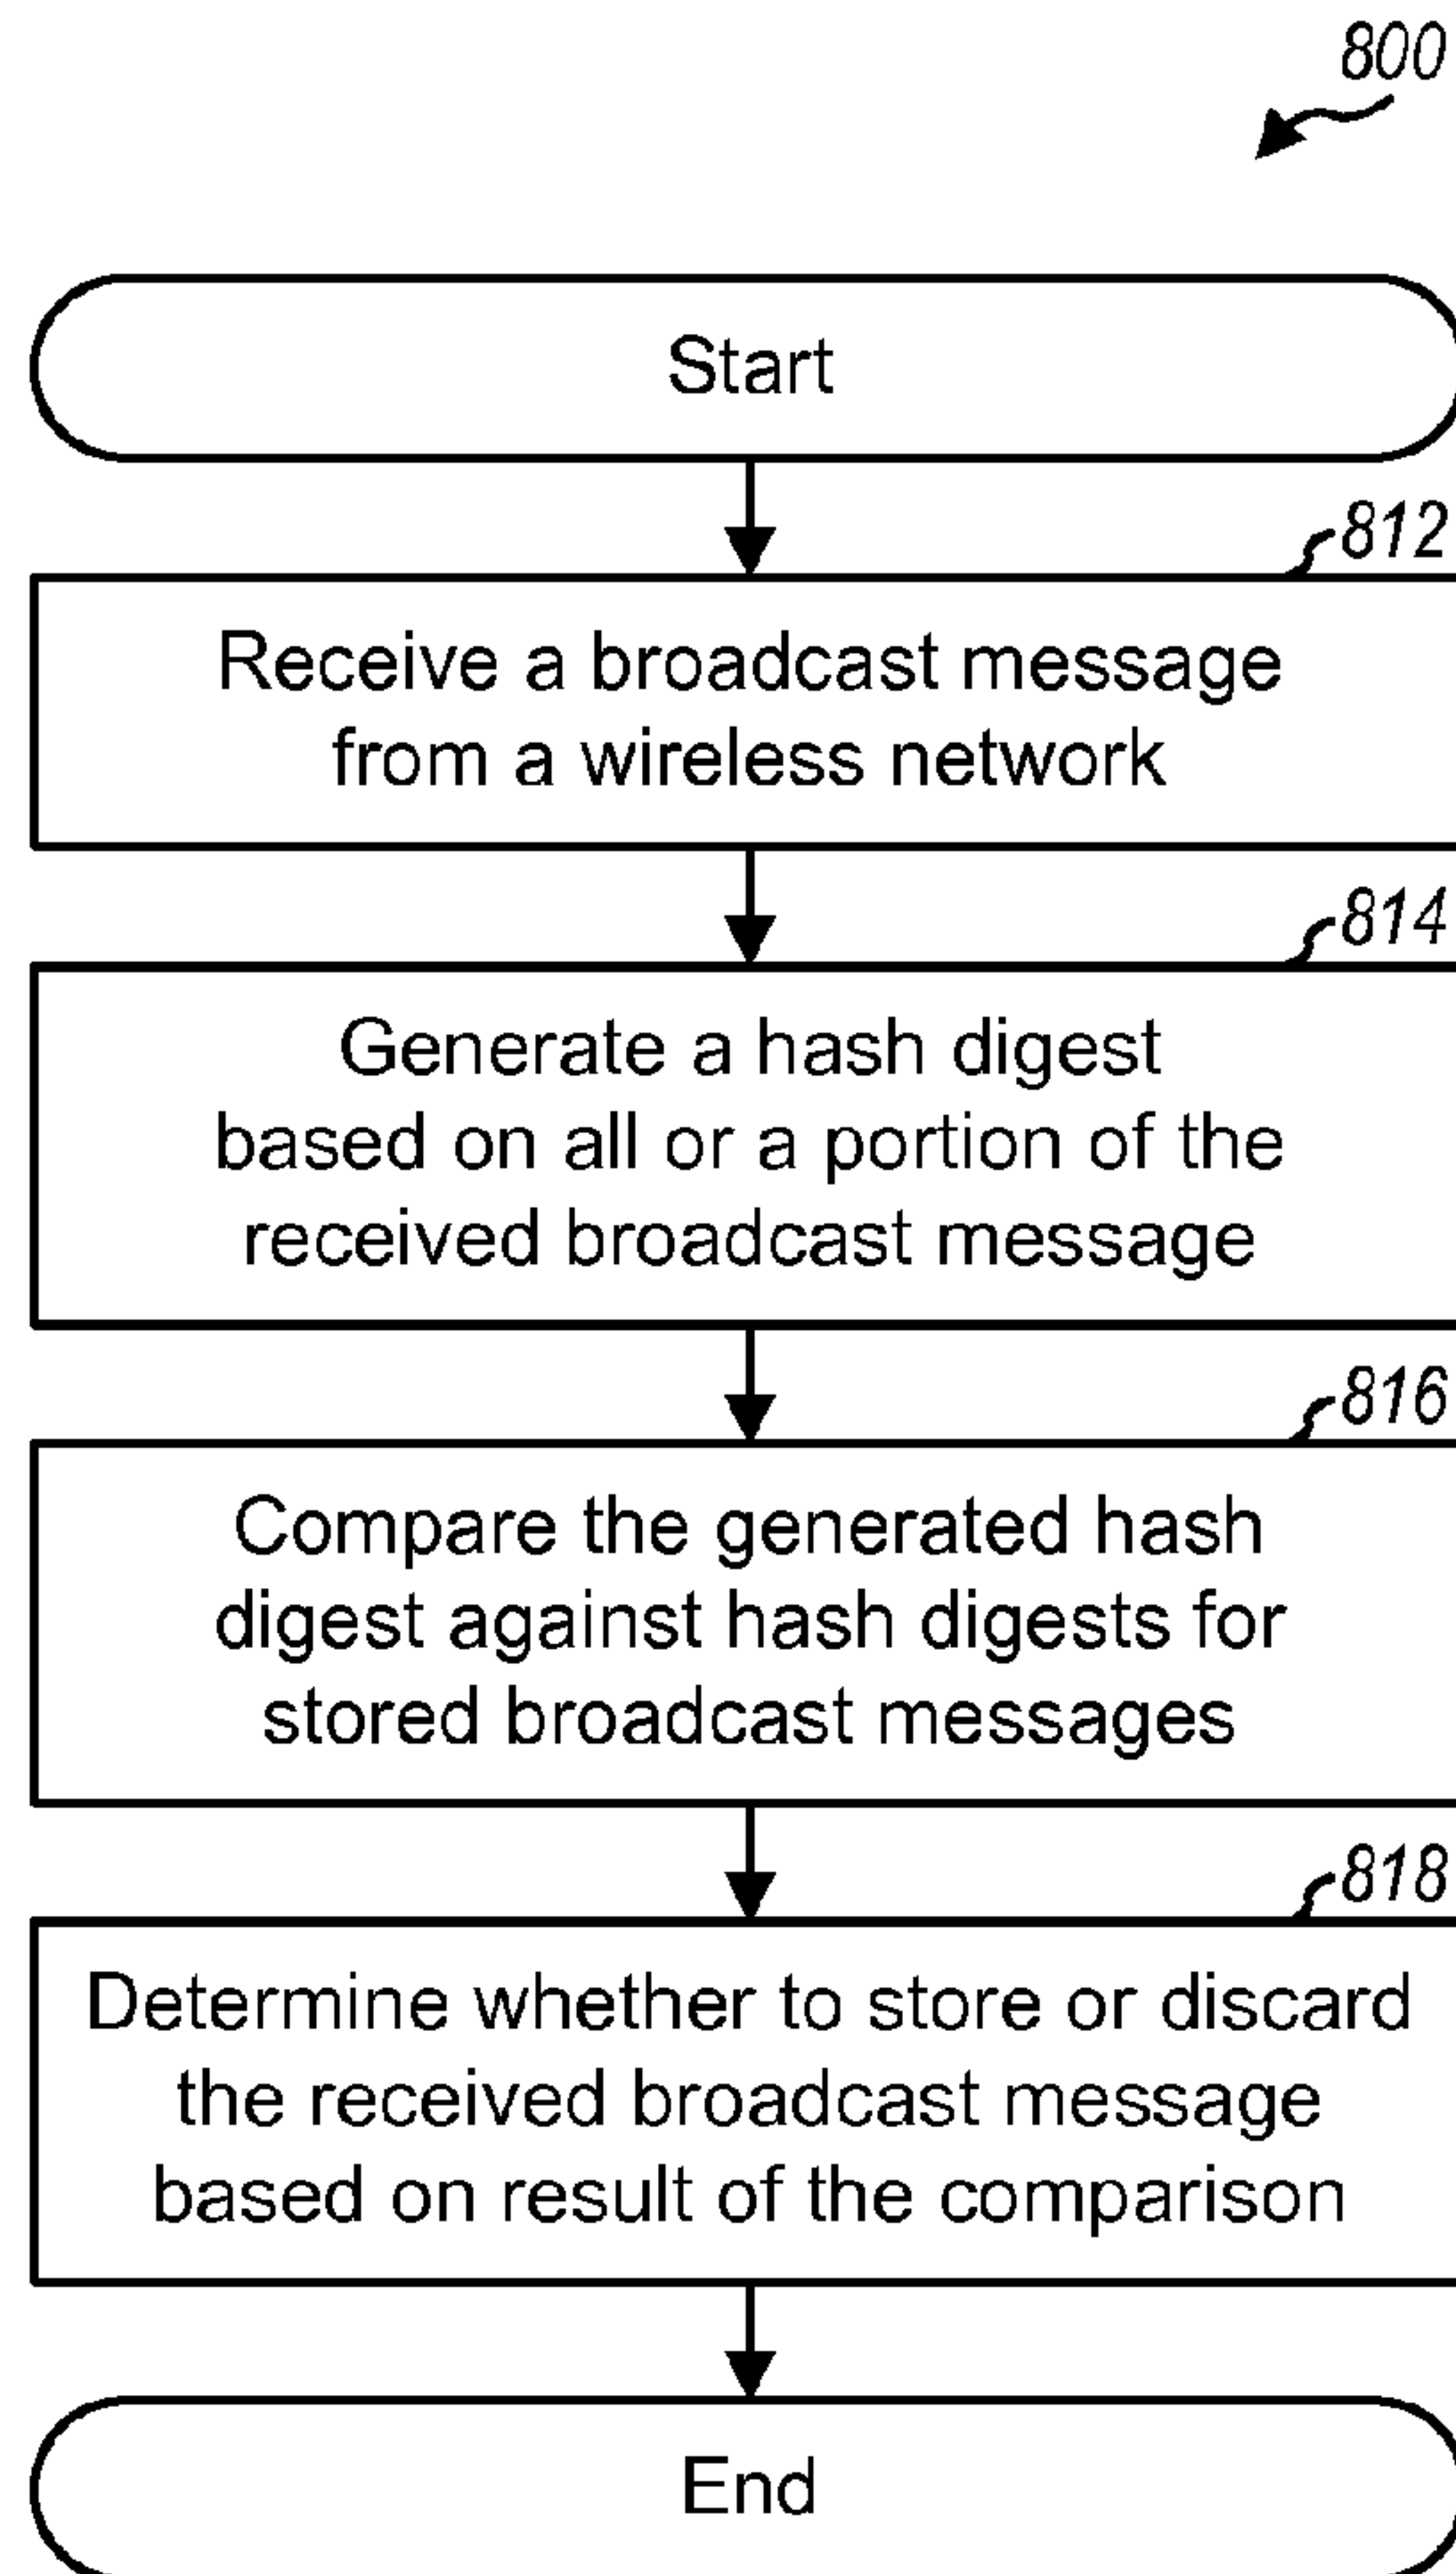 800
Start
812
Receive a broadcast message
from a wireless network
814
Generate a hash digest
based on all or a portion of the
received broadcast message
816
Compare the generated hash
digest against hash digests for
stored broadcast messages
818
Determine whether to store or discard
the received broadcast message
based on result of the comparison
End